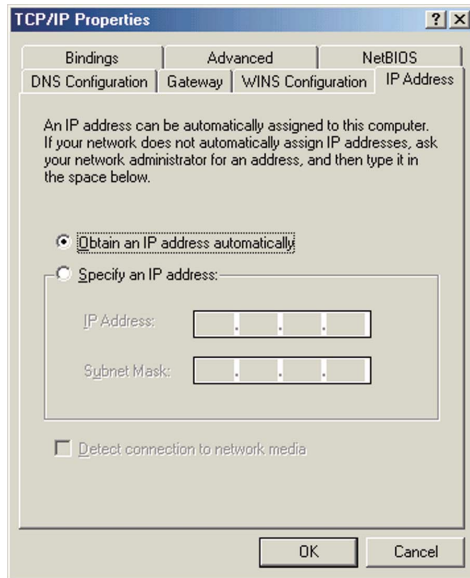 TCP/IP Properties
? X
Bindings Advanced NetBIOS
DNS Configuration Gateway WINS Configuration IP Address
An IP address can be automatically assigned to this computer.
If your network does not automatically assign IP addresses, ask
your network administrator for an address, and then type it in
the space below.
Obtain an IP address automatically
Specify an IP address:
IP Address: . . .
Subnet Mask: . . .
Detect connection to network media
OK Cancel